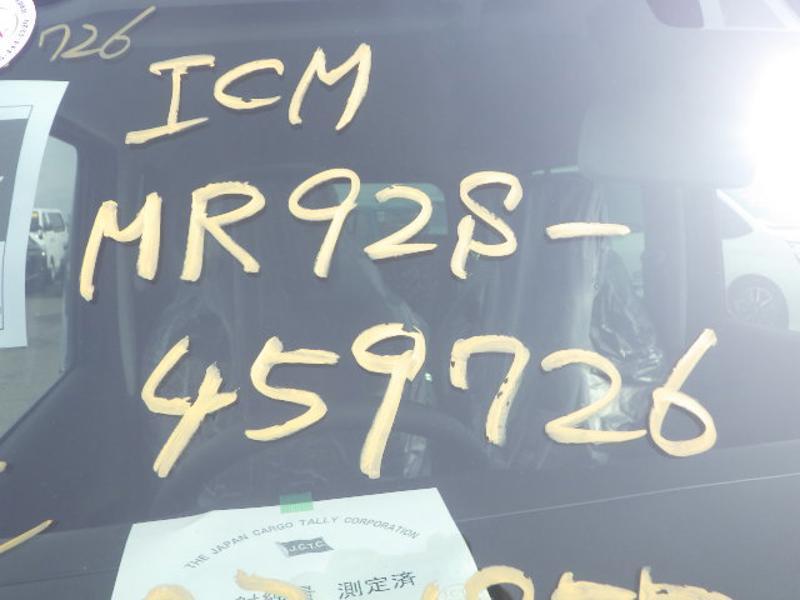 726
ICM
MR92S-
459726
THE JAPAN CARGO TALLY CORPORATION
J.C.T.C.
測定済